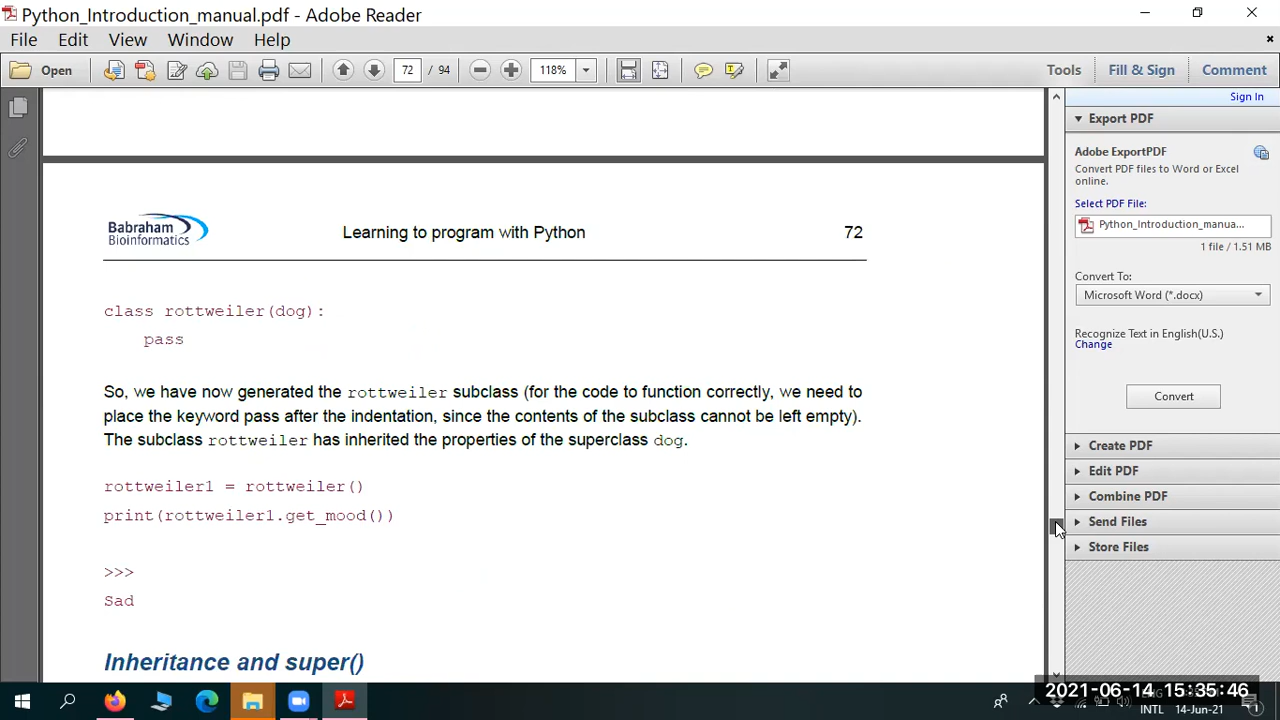 Python_Introduction_manual.pdf - Adobe Reader
File Edit View Window Help
Open 72 / 94 118% Tools Fill & Sign Comment
Sign In
Export PDF
Adobe ExportPDF
Convert PDF files to Word or Excel
online.
Select PDF File:
Python_Introduction_manua...
1 file / 1.51 MB
Convert To:
Microsoft Word (*.docx)
Recognize Text in English(U.S.)
Change
Convert
Create PDF
Edit PDF
Combine PDF
Send Files
Store Files
Babraham
Bioinformatics
Learning to program with Python 72
class rottweiler(dog):
pass
So, we have now generated the rottweiler subclass (for the code to function correctly, we need to
place the keyword pass after the indentation, since the contents of the subclass cannot be left empty).
The subclass rottweiler has inherited the properties of the superclass dog.
rottweiler1 = rottweiler()
print(rottweiler1.get_mood())
>>>
Sad
Inheritance and super()
2021-06-14 15:35:46
INTL 14-Jun-21